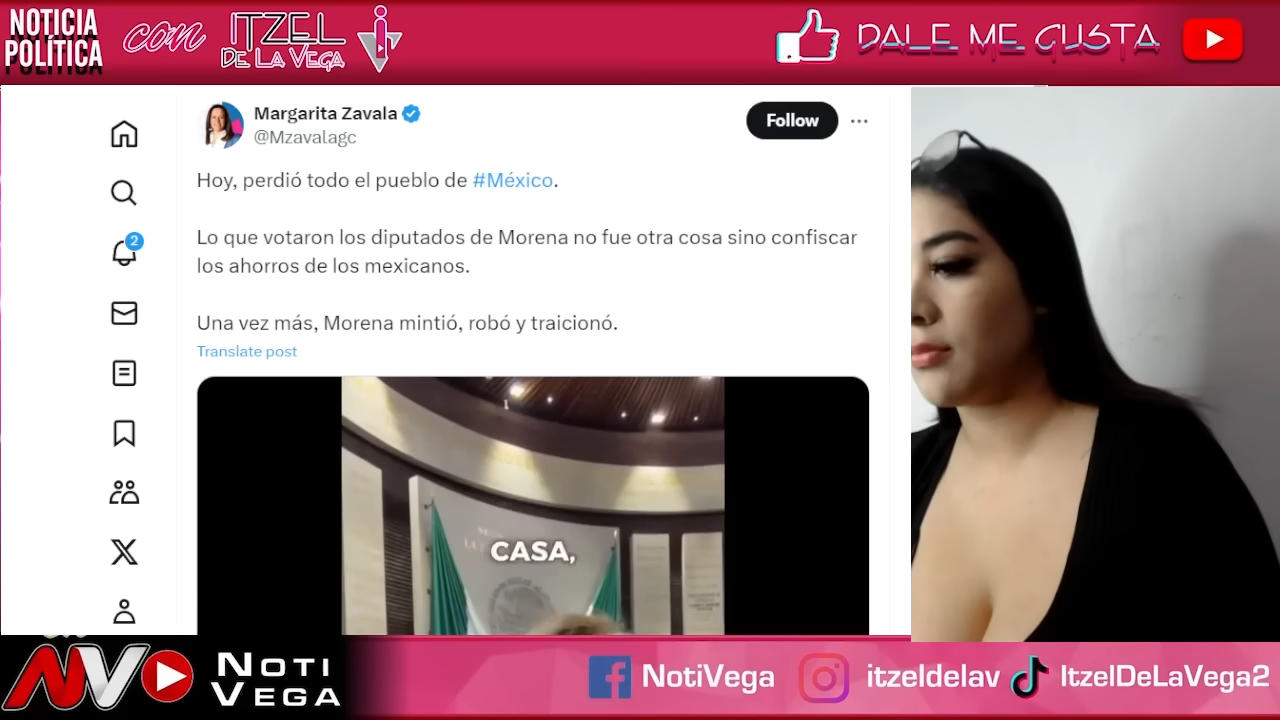 NOTICIA
POLÍTICA
con
ITZEL
DE LA VEGA
DALE ME GUSTA
Margarita Zavala
@Mzavalagc
Follow
Hoy, perdió todo el pueblo de #México.
Lo que votaron los diputados de Morena no fue otra cosa sino confiscar
los ahorros de los mexicanos.
Una vez más, Morena mintió, robó y traicionó.
Translate post
2
CASA,
NV
NOTI
VEGA
NotiVega
itzeldelav
ItzelDeLaVega2